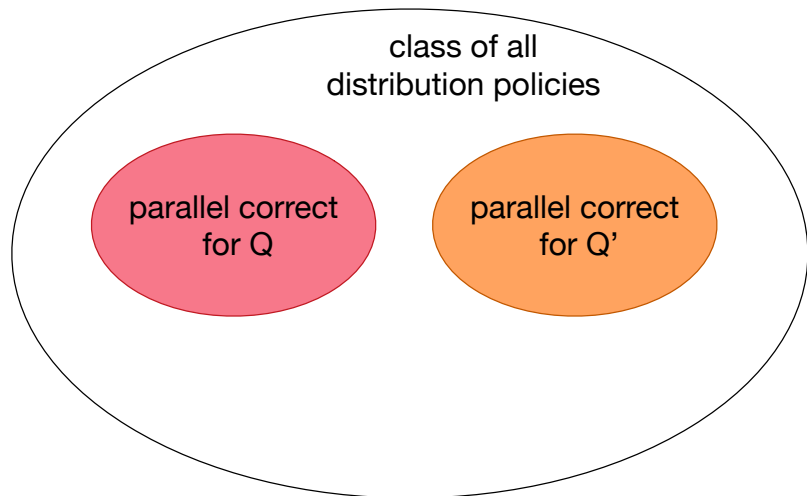 class of all
distribution policies
parallel correct
for Q
parallel correct
for Q’